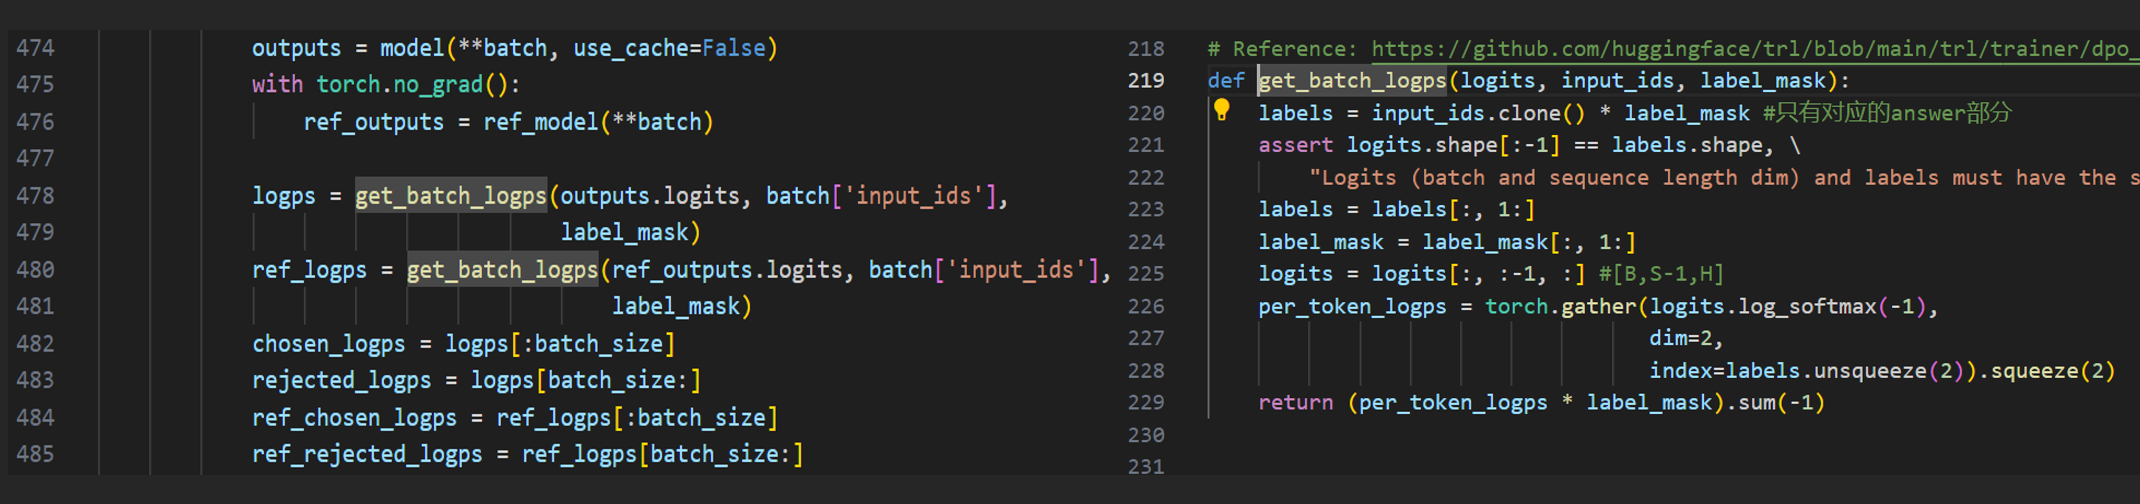 474 outputs = model(**batch, use_cache=False)
475 with torch.no_grad():
476 ref_outputs = ref_model(**batch)
477
478 logps = get_batch_logps(outputs.logits, batch['input_ids'],
479 label_mask)
480 ref_logps = get_batch_logps(ref_outputs.logits, batch['input_ids'],
481 label_mask)
482 chosen_logps = logps[:batch_size]
483 rejected_logps = logps[batch_size:]
484 ref_chosen_logps = ref_logps[:batch_size]
485 ref_rejected_logps = ref_logps[batch_size:]
218 # Reference: https://github.com/huggingface/trl/blob/main/trl/trainer/dpo_
219 def get_batch_logps(logits, input_ids, label_mask):
220 labels = input_ids.clone() * label_mask #只有对应的answer部分
221 assert logits.shape[:-1] == labels.shape, \
222 "Logits (batch and sequence length dim) and labels must have the s
223 labels = labels[:, 1:]
224 label_mask = label_mask[:, 1:]
225 logits = logits[:, :-1, :] #[B,S-1,H]
226 per_token_logps = torch.gather(logits.log_softmax(-1),
227 dim=2,
228 index=labels.unsqueeze(2)).squeeze(2)
229 return (per_token_logps * label_mask).sum(-1)
230
231